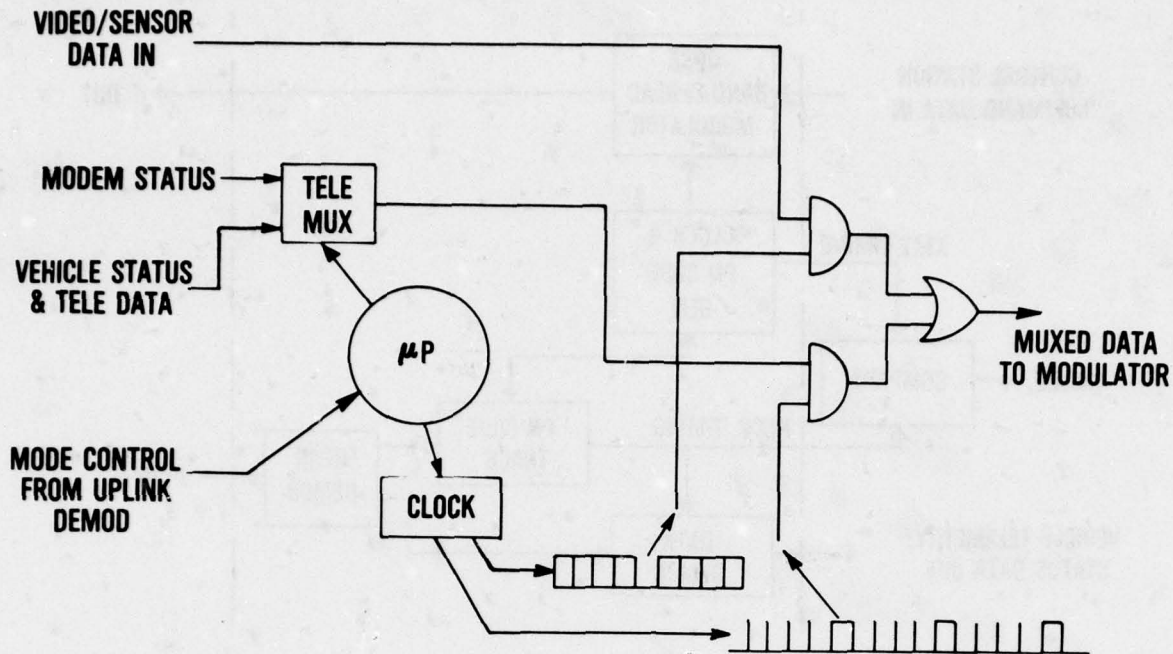 VIDEO/SENSOR
DATA IN
MODEM STATUS
TELE
MUX
VEHICLE STATUS
& TELE DATA
μP
MUXED DATA
TO MODULATOR
MODE CONTROL
FROM UPLINK
DEMOD
CLOCK